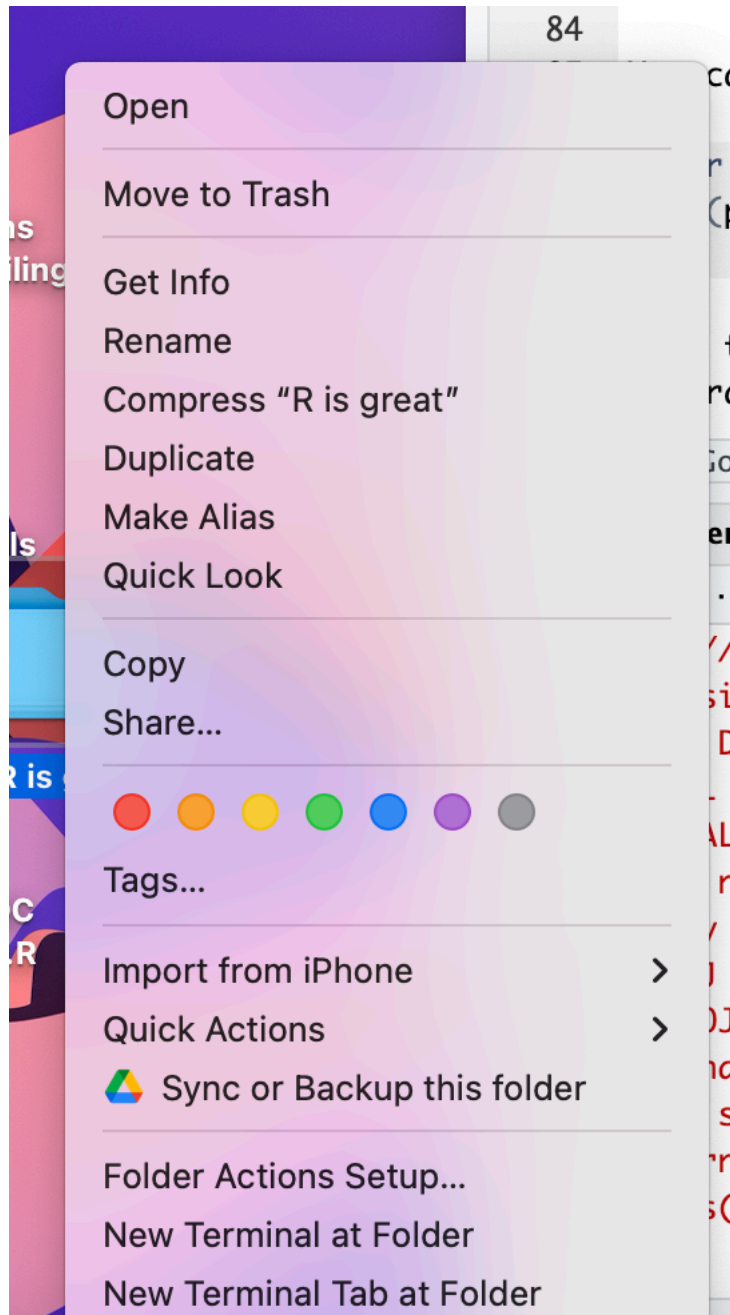 84
Open
Move to Trash
Get Info
Rename
Compress “R is great”
Duplicate
Make Alias
Quick Look
Copy
Share...
R is
Tags...
Import from iPhone
Quick Actions
Sync or Backup this folder
Folder Actions Setup...
New Terminal at Folder
New Terminal Tab at Folder